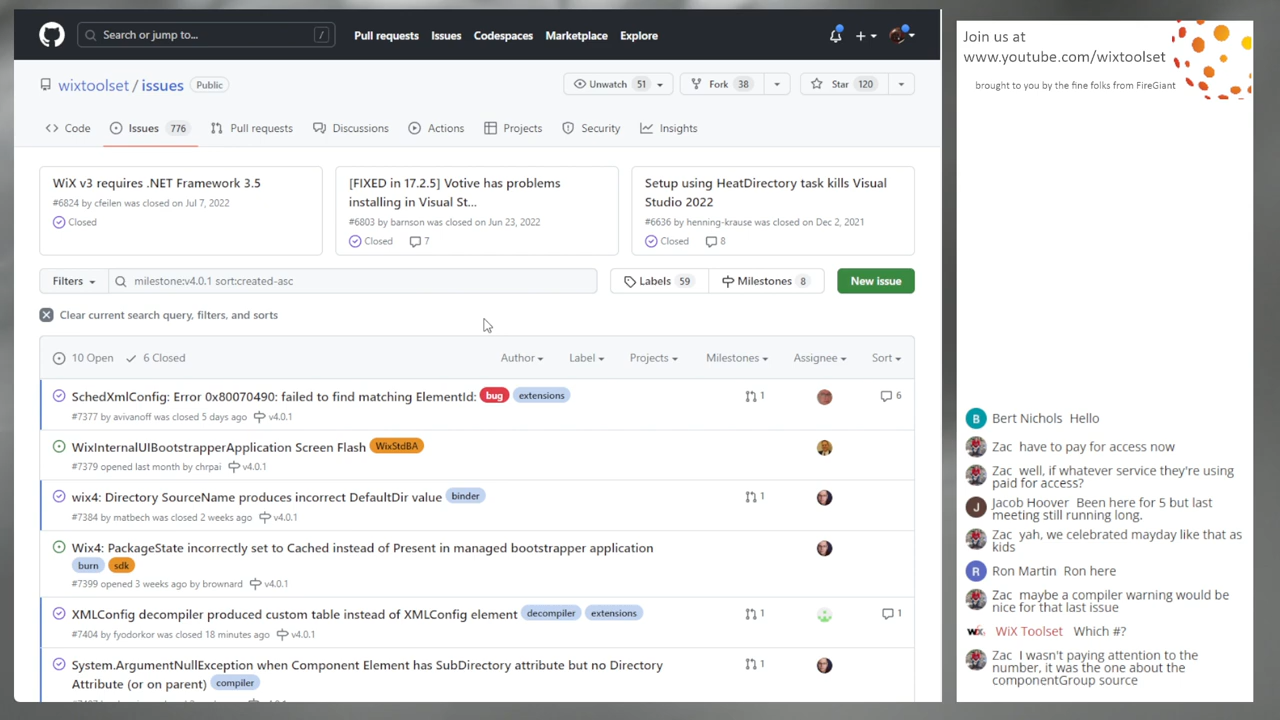 Search or jump to...
/
Pull requests
Issues
Codespaces
Marketplace
Explore
wixtoolset / issues
Public
Unwatch 51
Fork 38
Star 120
Code
Issues 776
Pull requests
Discussions
Actions
Projects
Security
Insights
WiX v3 requires .NET Framework 3.5
#6824 by cfeilen was closed on Jul 7, 2022
Closed
[FIXED in 17.2.5] Votive has problems
installing in Visual St...
#6803 by barnson was closed on Jun 23, 2022
Closed 7
Setup using HeatDirectory task kills Visual
Studio 2022
#6636 by henning-krause was closed on Dec 2, 2021
Closed 8
Filters
milestone:v4.0.1 sort:created-asc
Labels 59
Milestones 8
New issue
Clear current search query, filters, and sorts
10 Open 6 Closed
Author
Label
Projects
Milestones
Assignee
Sort
SchedXmlConfig: Error 0x80070490: failed to find matching ElementId: bug extensions
1
6
#7377 by avivanoff was closed 5 days ago v4.0.1
WixInternalUIBootstrapperApplication Screen Flash WixStdBA
#7379 opened last month by chrpai v4.0.1
wix4: Directory SourceName produces incorrect DefaultDir value binder
1
#7384 by matbech was closed 2 weeks ago v4.0.1
Wix4: PackageState incorrectly set to Cached instead of Present in managed bootstrapper application
burn sdk
#7399 opened 3 weeks ago by brownard v4.0.1
XMLConfig decompiler produced custom table instead of XMLConfig element decompiler extensions
1
1
#7404 by fyodorkor was closed 18 minutes ago v4.0.1
System.ArgumentNullException when Component Element has SubDirectory attribute but no Directory
1
Attribute (or on parent) compiler
Join us at
www.youtube.com/wixtoolset
brought to you by the fine folks from FireGiant
B Bert Nichols Hello
Zac have to pay for access now
Zac well, if whatever service they're using
paid for access?
J Jacob Hoover Been here for 5 but last
meeting still running long.
Zac yah, we celebrated mayday like that as
kids
R Ron Martin Ron here
Zac maybe a compiler warning would be
nice for that last issue
WiX WiX Toolset Which #?
Zac I wasn't paying attention to the
number, it was the one about the
componentGroup source